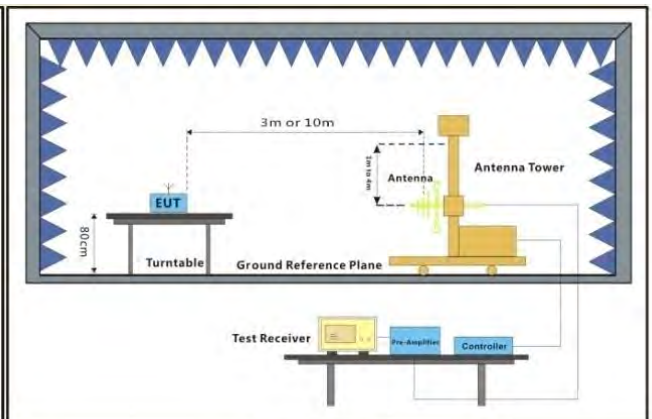 3m or 10m
1m to 4m
Antenna
Antenna Tower
EUT
80cm
Turntable
Ground Reference Plane
Test Receiver
Pre-Amplifier
Controller